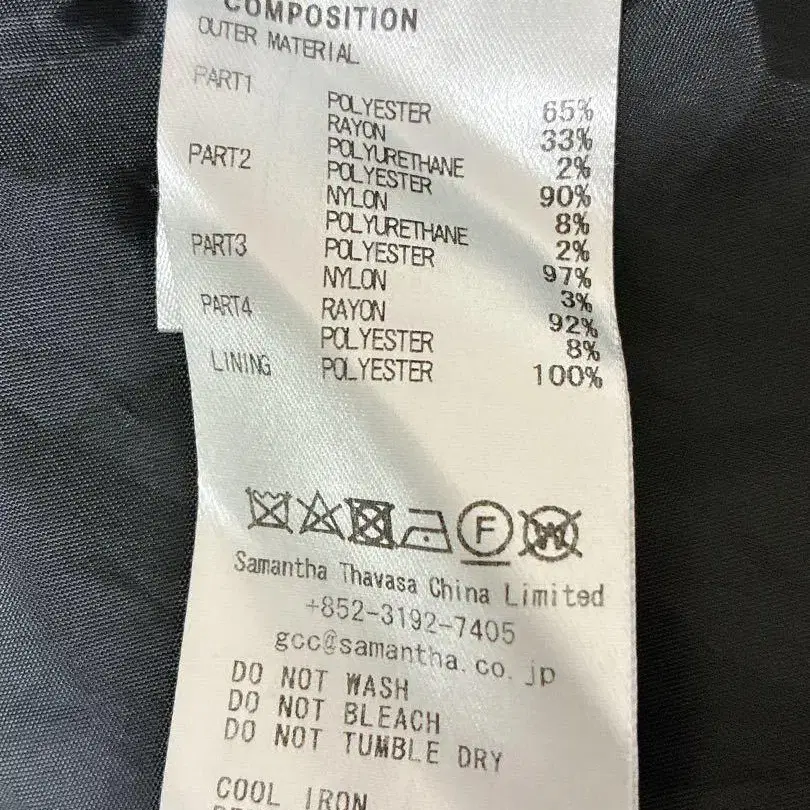 COMPOSITION
OUTER MATERIAL
PART1
POLYESTER 65%
RAYON 33%
POLYURETHANE 2%
PART2 POLYESTER 90%
NYLON 8%
POLYURETHANE 2%
PART3 POLYESTER 97%
NYLON 3%
PART4 RAYON 92%
POLYESTER 8%
LINING POLYESTER 100%
F
W
Samantha Thavasa China Limited
+852-3192-7405
gcc@samantha.co.jp
DO NOT WASH
DO NOT BLEACH
DO NOT TUMBLE DRY
COOL IRON